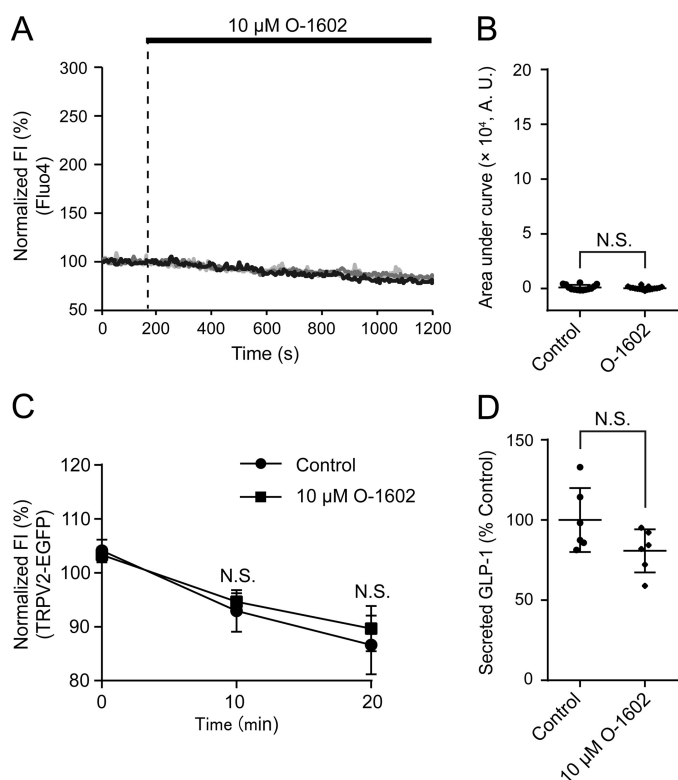 A
10 μM O-1602
300
250
200
150
100
50
Normalized FI (%)
(Fluo4)
0
200
400
600
800
1000
1200
Time (s)
B
20
15
10
5
0
Area under curve (× 10⁴, A. U.)
N.S.
Control
O-1602
C
120
110
100
90
80
Normalized FI (%)
(TRPV2-EGFP)
Control
10 μM O-1602
N.S.
N.S.
0
10
20
Time (min)
D
150
100
50
0
Secreted GLP-1 (% Control)
N.S.
Control
10 μM O-1602